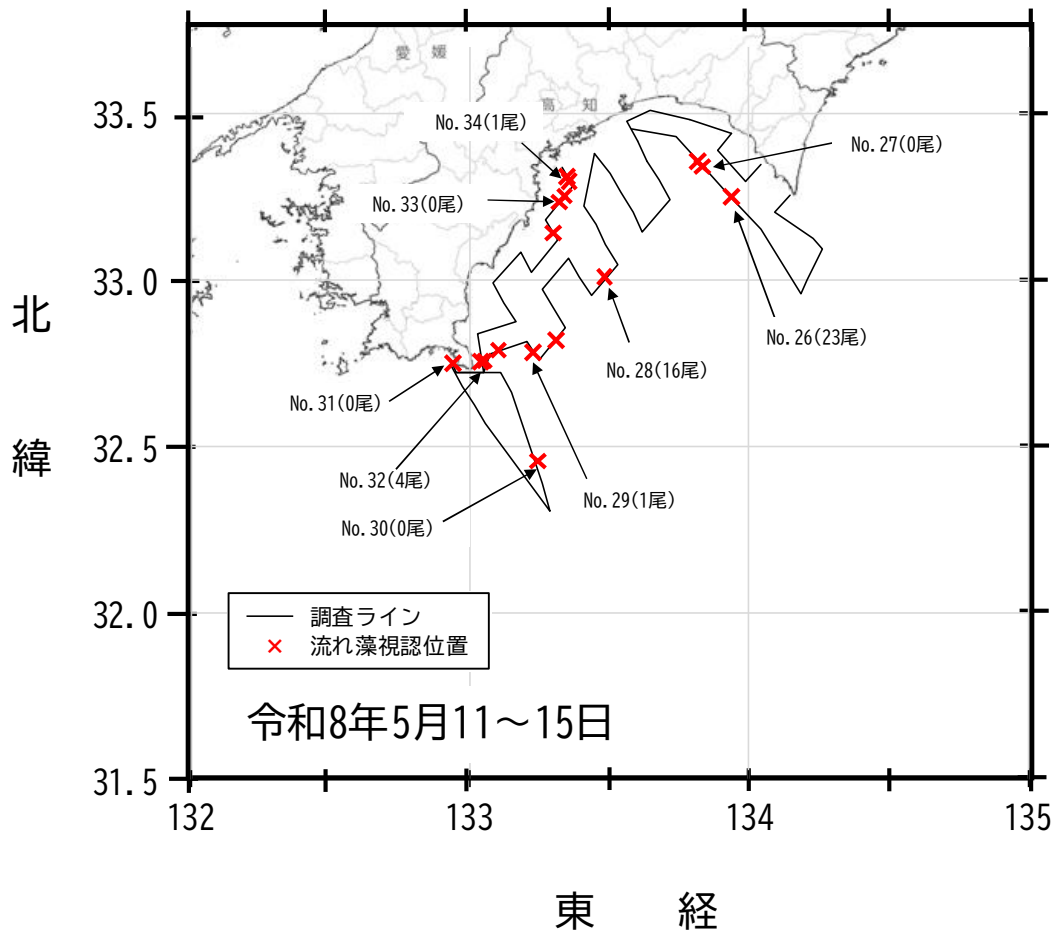 愛 媛
高 知
No.34(1尾)
No.27(0尾)
No.33(0尾)
No.26(23尾)
No.28(16尾)
No.31(0尾)
No.32(4尾)
No.29(1尾)
No.30(0尾)
調査ライン
流れ藻視認位置
令和8年5月11～15日
33.5
33.0
32.5
32.0
31.5
132
133
134
135
北
緯
東 経